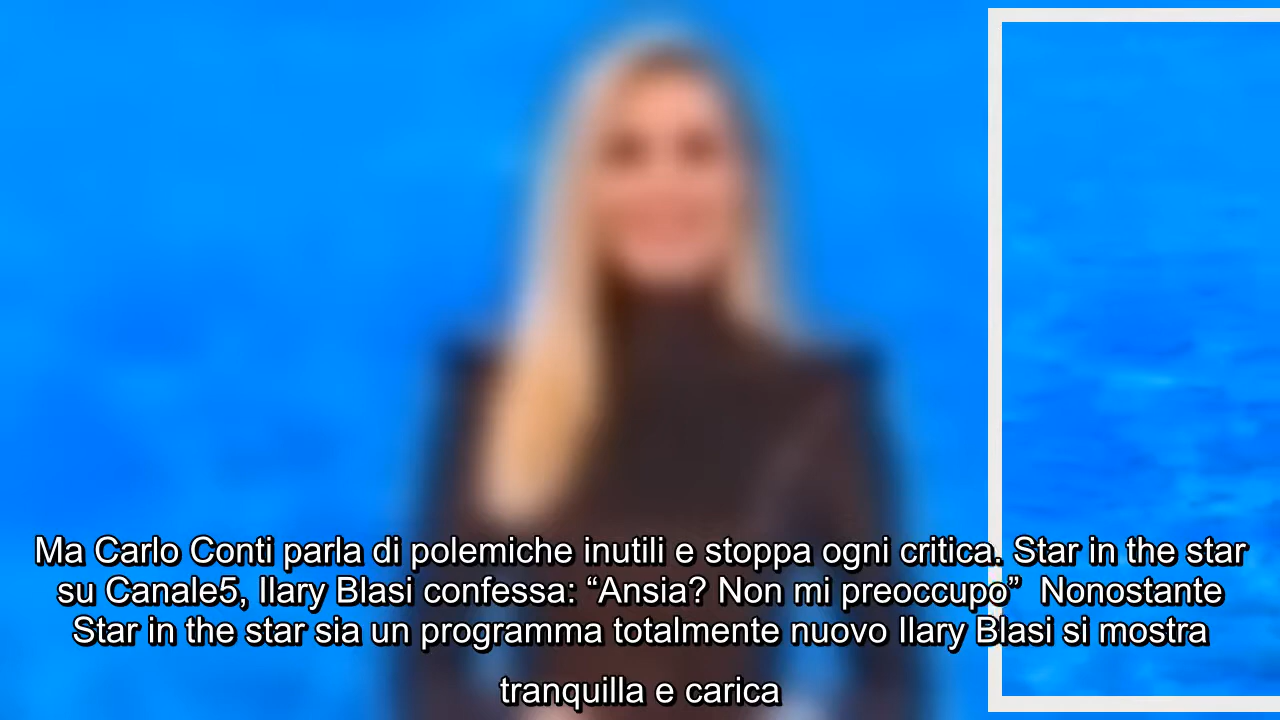 Ma Carlo Conti parla di polemiche inutili e stoppa ogni critica. Star in the star
su Canale5, Ilary Blasi confessa: “Ansia? Non mi preoccupo”  Nonostante
Star in the star sia un programma totalmente nuovo Ilary Blasi si mostra
tranquilla e carica